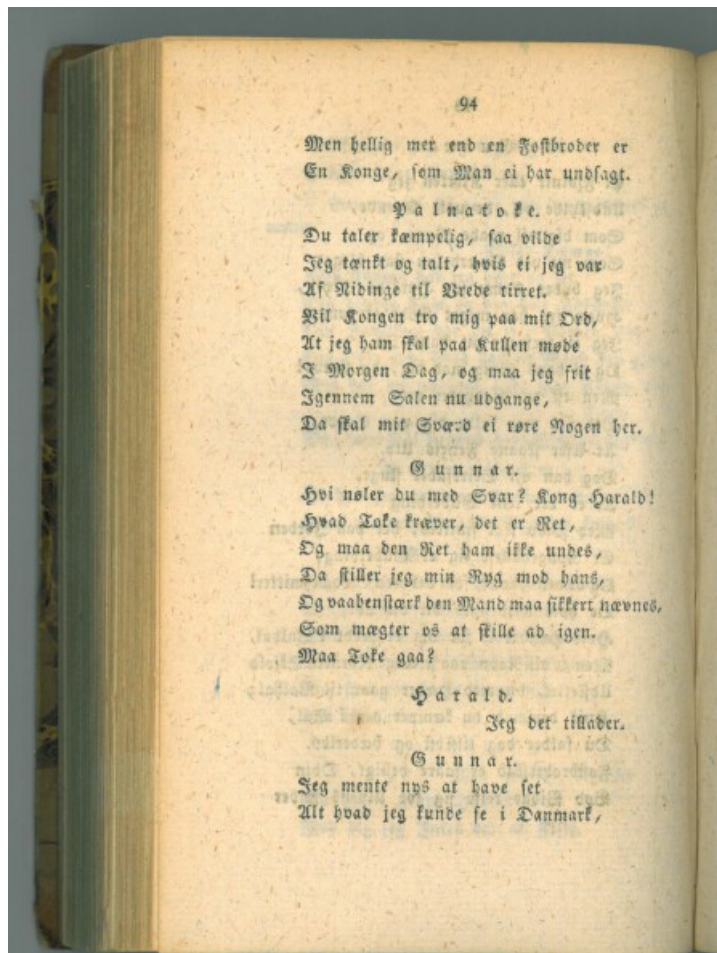 94
Men hellig mer end en Fostbroder er
En Konge, som Man ei har undsagt.
Palnatoke.
Du taler kæmpelig, saa vilde
Jeg tænkt og talt, hvis ei jeg var
Af Nidinge til Vrede tirret.
Vil Kongen tro mig paa mit Ord,
At jeg ham skal paa Kullen møde
I Morgen Dag, og maa jeg frit
Igennem Salen nu udgange,
Da skal mit Sværd ei røre Nogen her.
Gunnar.
Hvi nøler du med Svar? Kong Harald!
Hvad Toke kræver, det er Ret,
Og maa den Ret ham ikke undes,
Da stiller jeg min Ryg mod hans,
Og vaabenstærk den Mand maa sikkert nævnes,
Som mægter os at skille ad igen.
Maa Toke gaa?
Harald.
Jeg det tillader.
Gunnar.
Jeg mente nys at have set
Alt hvad jeg kunde se i Danmark,